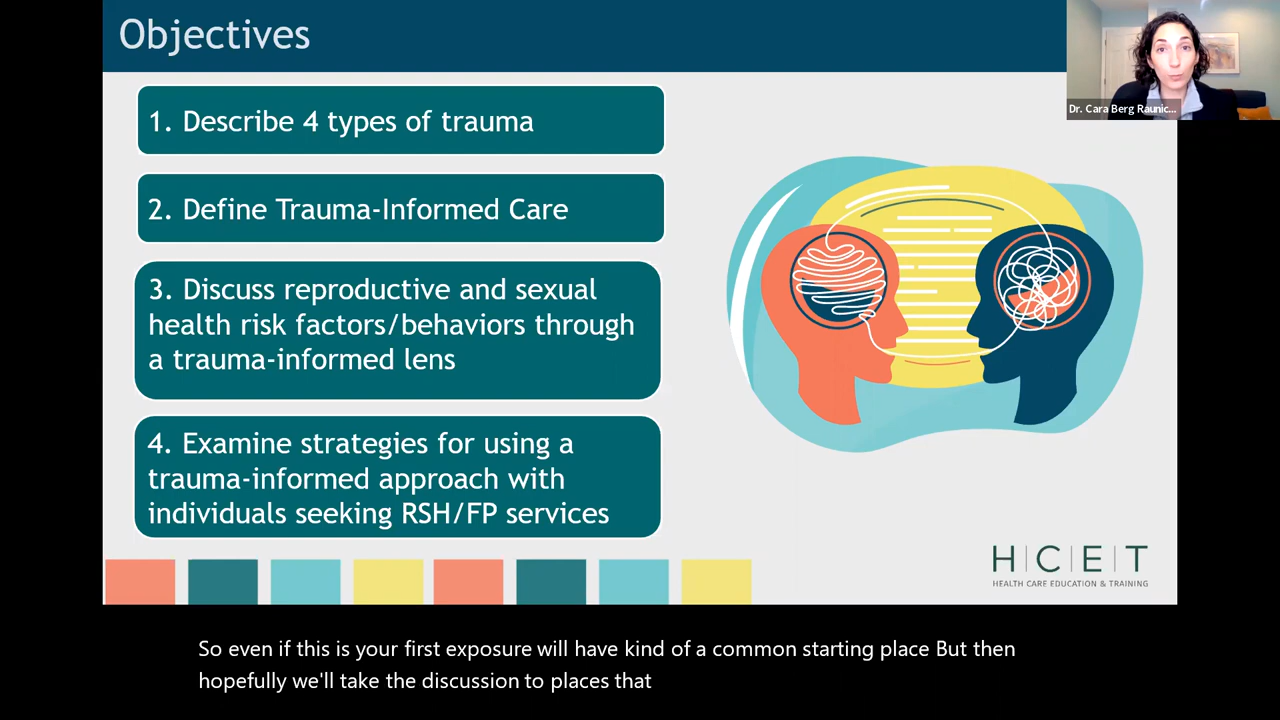 Objectives
Dr. Cara Berg Raunic...
1. Describe 4 types of trauma
2. Define Trauma-Informed Care
3. Discuss reproductive and sexual
health risk factors/behaviors through
a trauma-informed lens
4. Examine strategies for using a
trauma-informed approach with
individuals seeking RSH/FP services
H|C|E|T
HEALTH CARE EDUCATION & TRAINING
So even if this is your first exposure will have kind of a common starting place But then
hopefully we'll take the discussion to places that